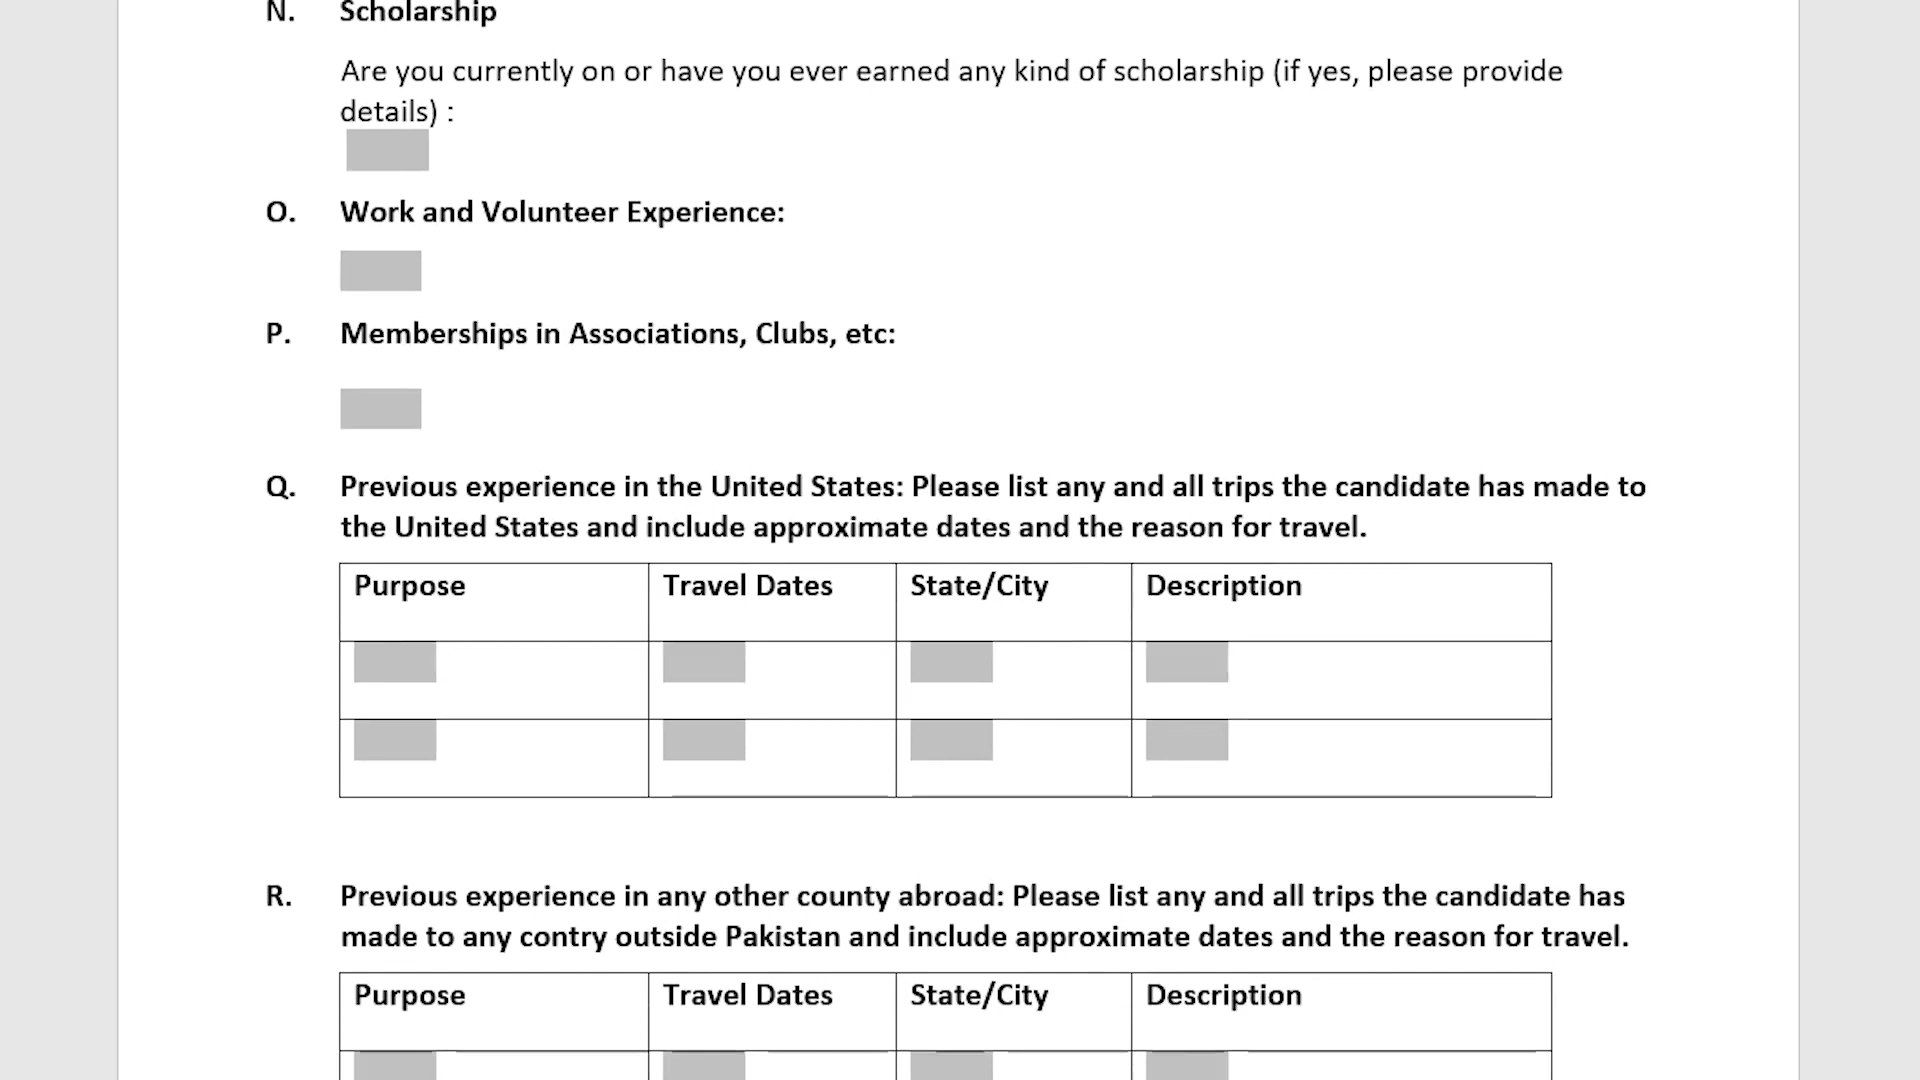 N. Scholarship
Are you currently on or have you ever earned any kind of scholarship (if yes, please provide
details) :
O. Work and Volunteer Experience:
P. Memberships in Associations, Clubs, etc:
Q. Previous experience in the United States: Please list any and all trips the candidate has made to
the United States and include approximate dates and the reason for travel.
Purpose Travel Dates State/City Description
R. Previous experience in any other county abroad: Please list any and all trips the candidate has
made to any contry outside Pakistan and include approximate dates and the reason for travel.
Purpose Travel Dates State/City Description